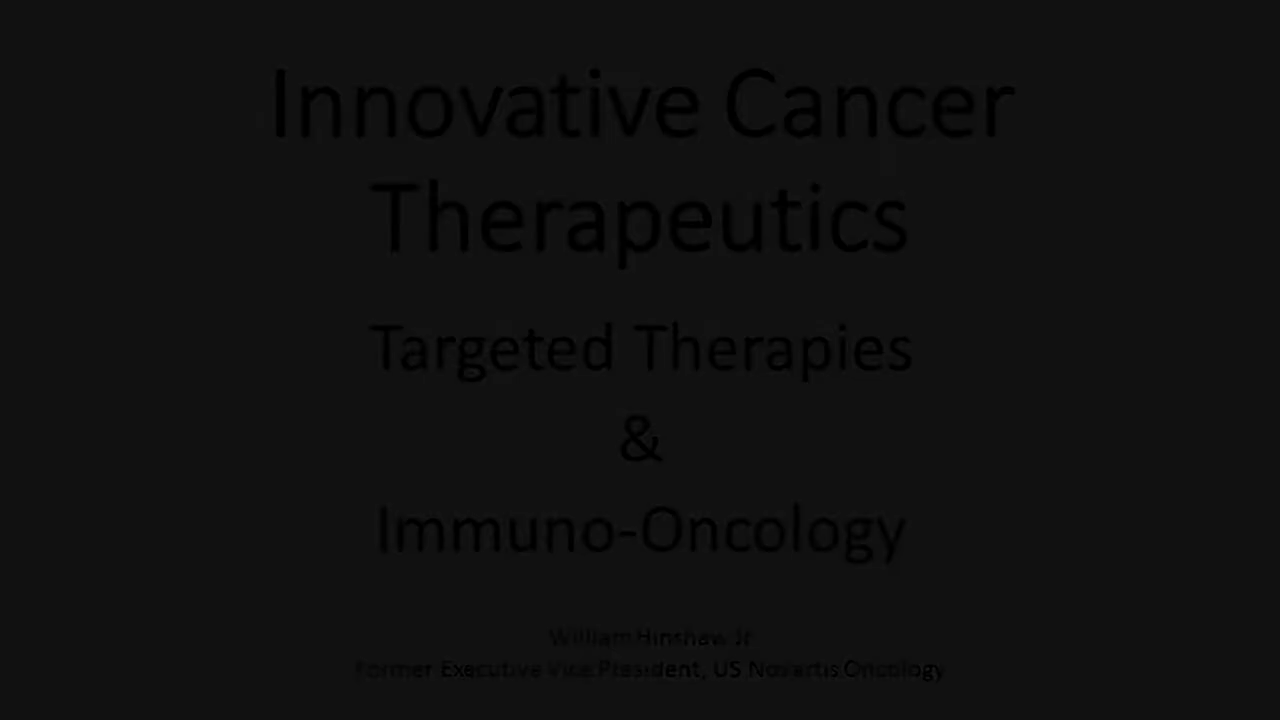 Innovative Cancer
Therapeutics
Targeted Therapies
&
Immuno-Oncology
William Hinshaw Jr
Former Executive Vice President, US Novartis Oncology